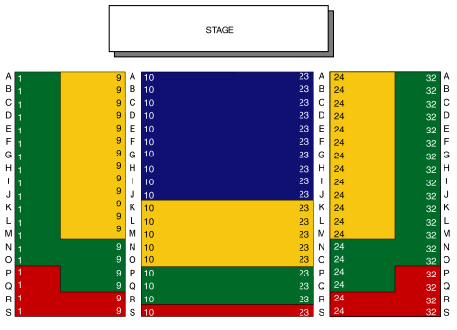 STAGE
A 1 9 A 10 23 A 24 32 A
B 1 9 B 10 23 B 24 32 B
C 1 9 C 10 23 C 24 32 C
D 1 9 D 10 23 D 24 32 D
E 1 9 E 10 23 E 24 32 E
F 1 9 F 10 23 F 24 32 F
G 1 9 G 10 23 G 24 32 G
H 1 9 H 10 23 H 24 32 H
I 1 9 I 10 23 I 24 32 I
J 1 9 J 10 23 J 24 32 J
K 1 9 K 10 23 K 24 32 K
L 1 9 L 10 23 L 24 32 L
M 1 9 M 10 23 M 24 32 M
N 1 9 N 10 23 N 24 32 N
O 1 9 O 10 23 O 24 32 O
P 1 9 P 10 23 P 24 32 P
Q 1 9 Q 10 23 Q 24 32 Q
R 1 9 R 10 23 R 24 32 R
S 1 9 S 10 23 S 24 32 S